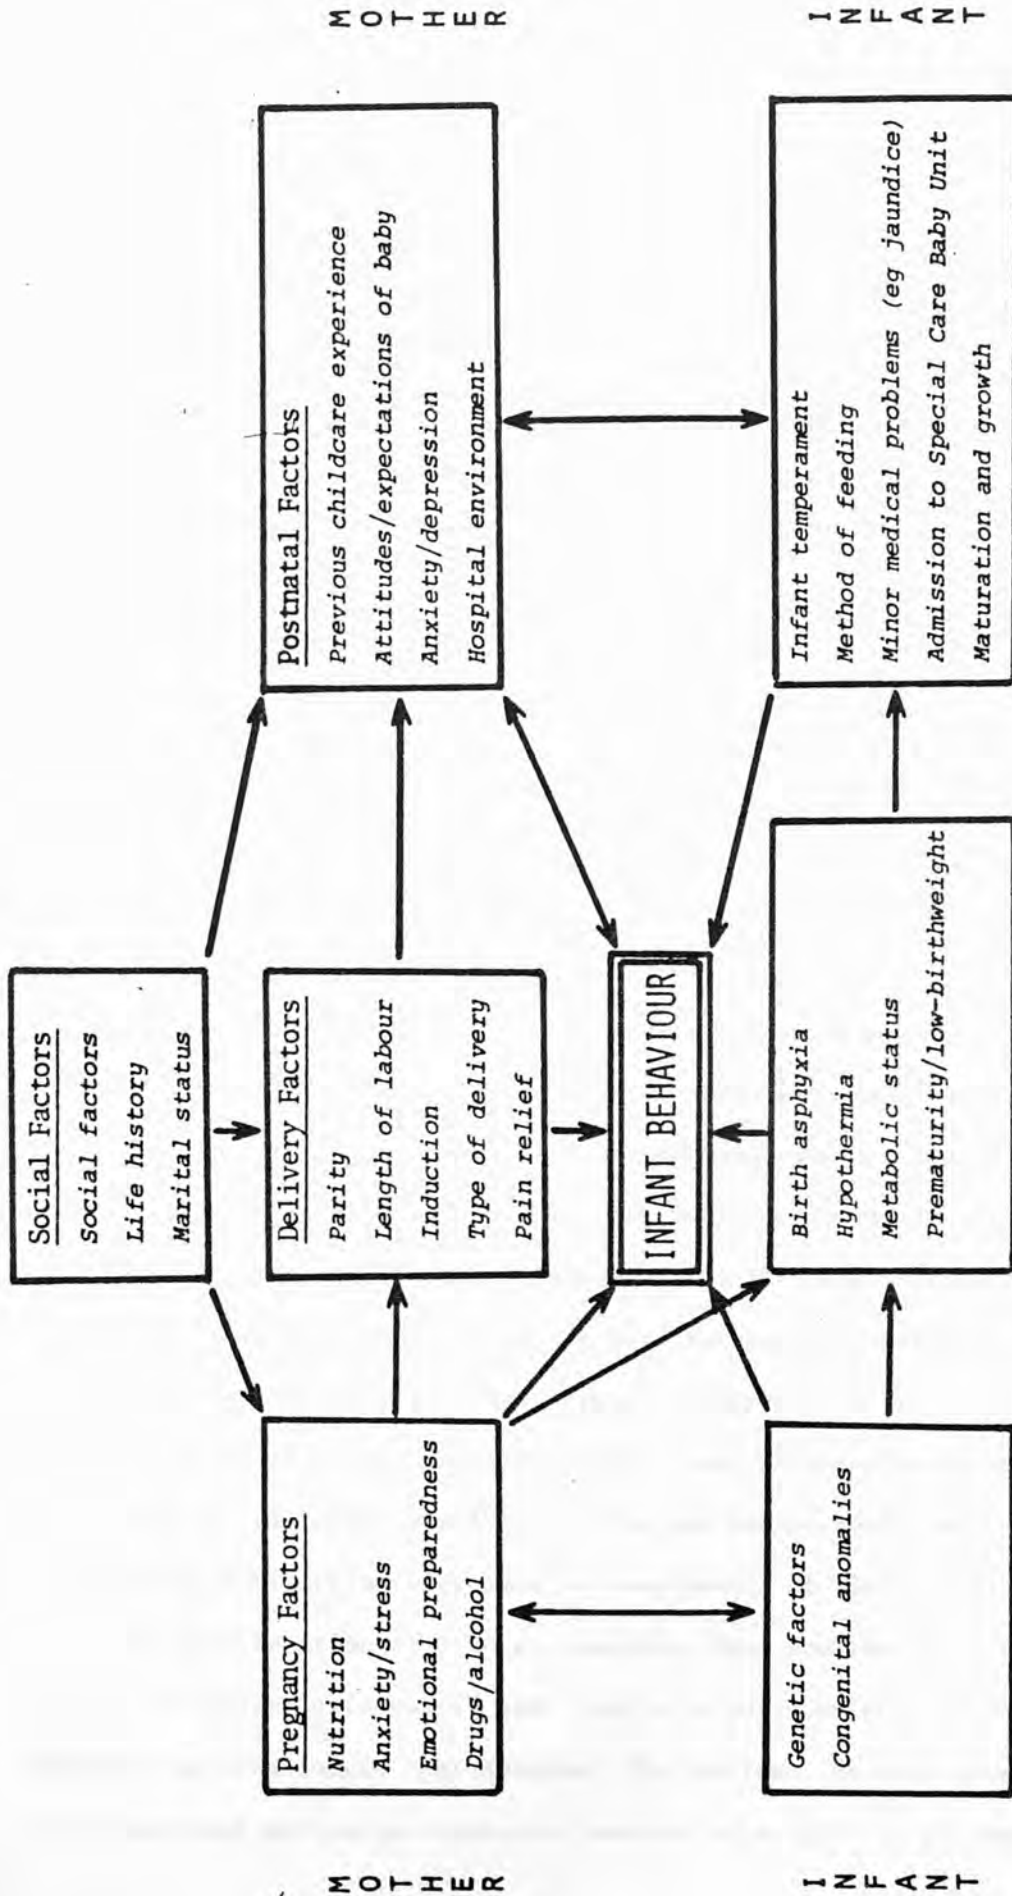 Social Factors
Social factors
Life history
Marital status
MOTHER
Pregnancy Factors
Nutrition
Anxiety/stress
Emotional preparedness
Drugs/alcohol
Delivery Factors
Parity
Length of labour
Induction
Type of delivery
Pain relief
Postnatal Factors
Previous childcare experience
Attitudes/expectations of baby
Anxiety/depression
Hospital environment
MOTHER
INFANT BEHAVIOUR
INFANT
Genetic factors
Congenital anomalies
Birth asphyxia
Hypothermia
Metabolic status
Prematurity/low-birthweight
Infant temperament
Method of feeding
Minor medical problems (eg jaundice)
Admission to Special Care Baby Unit
Maturation and growth
INFANT